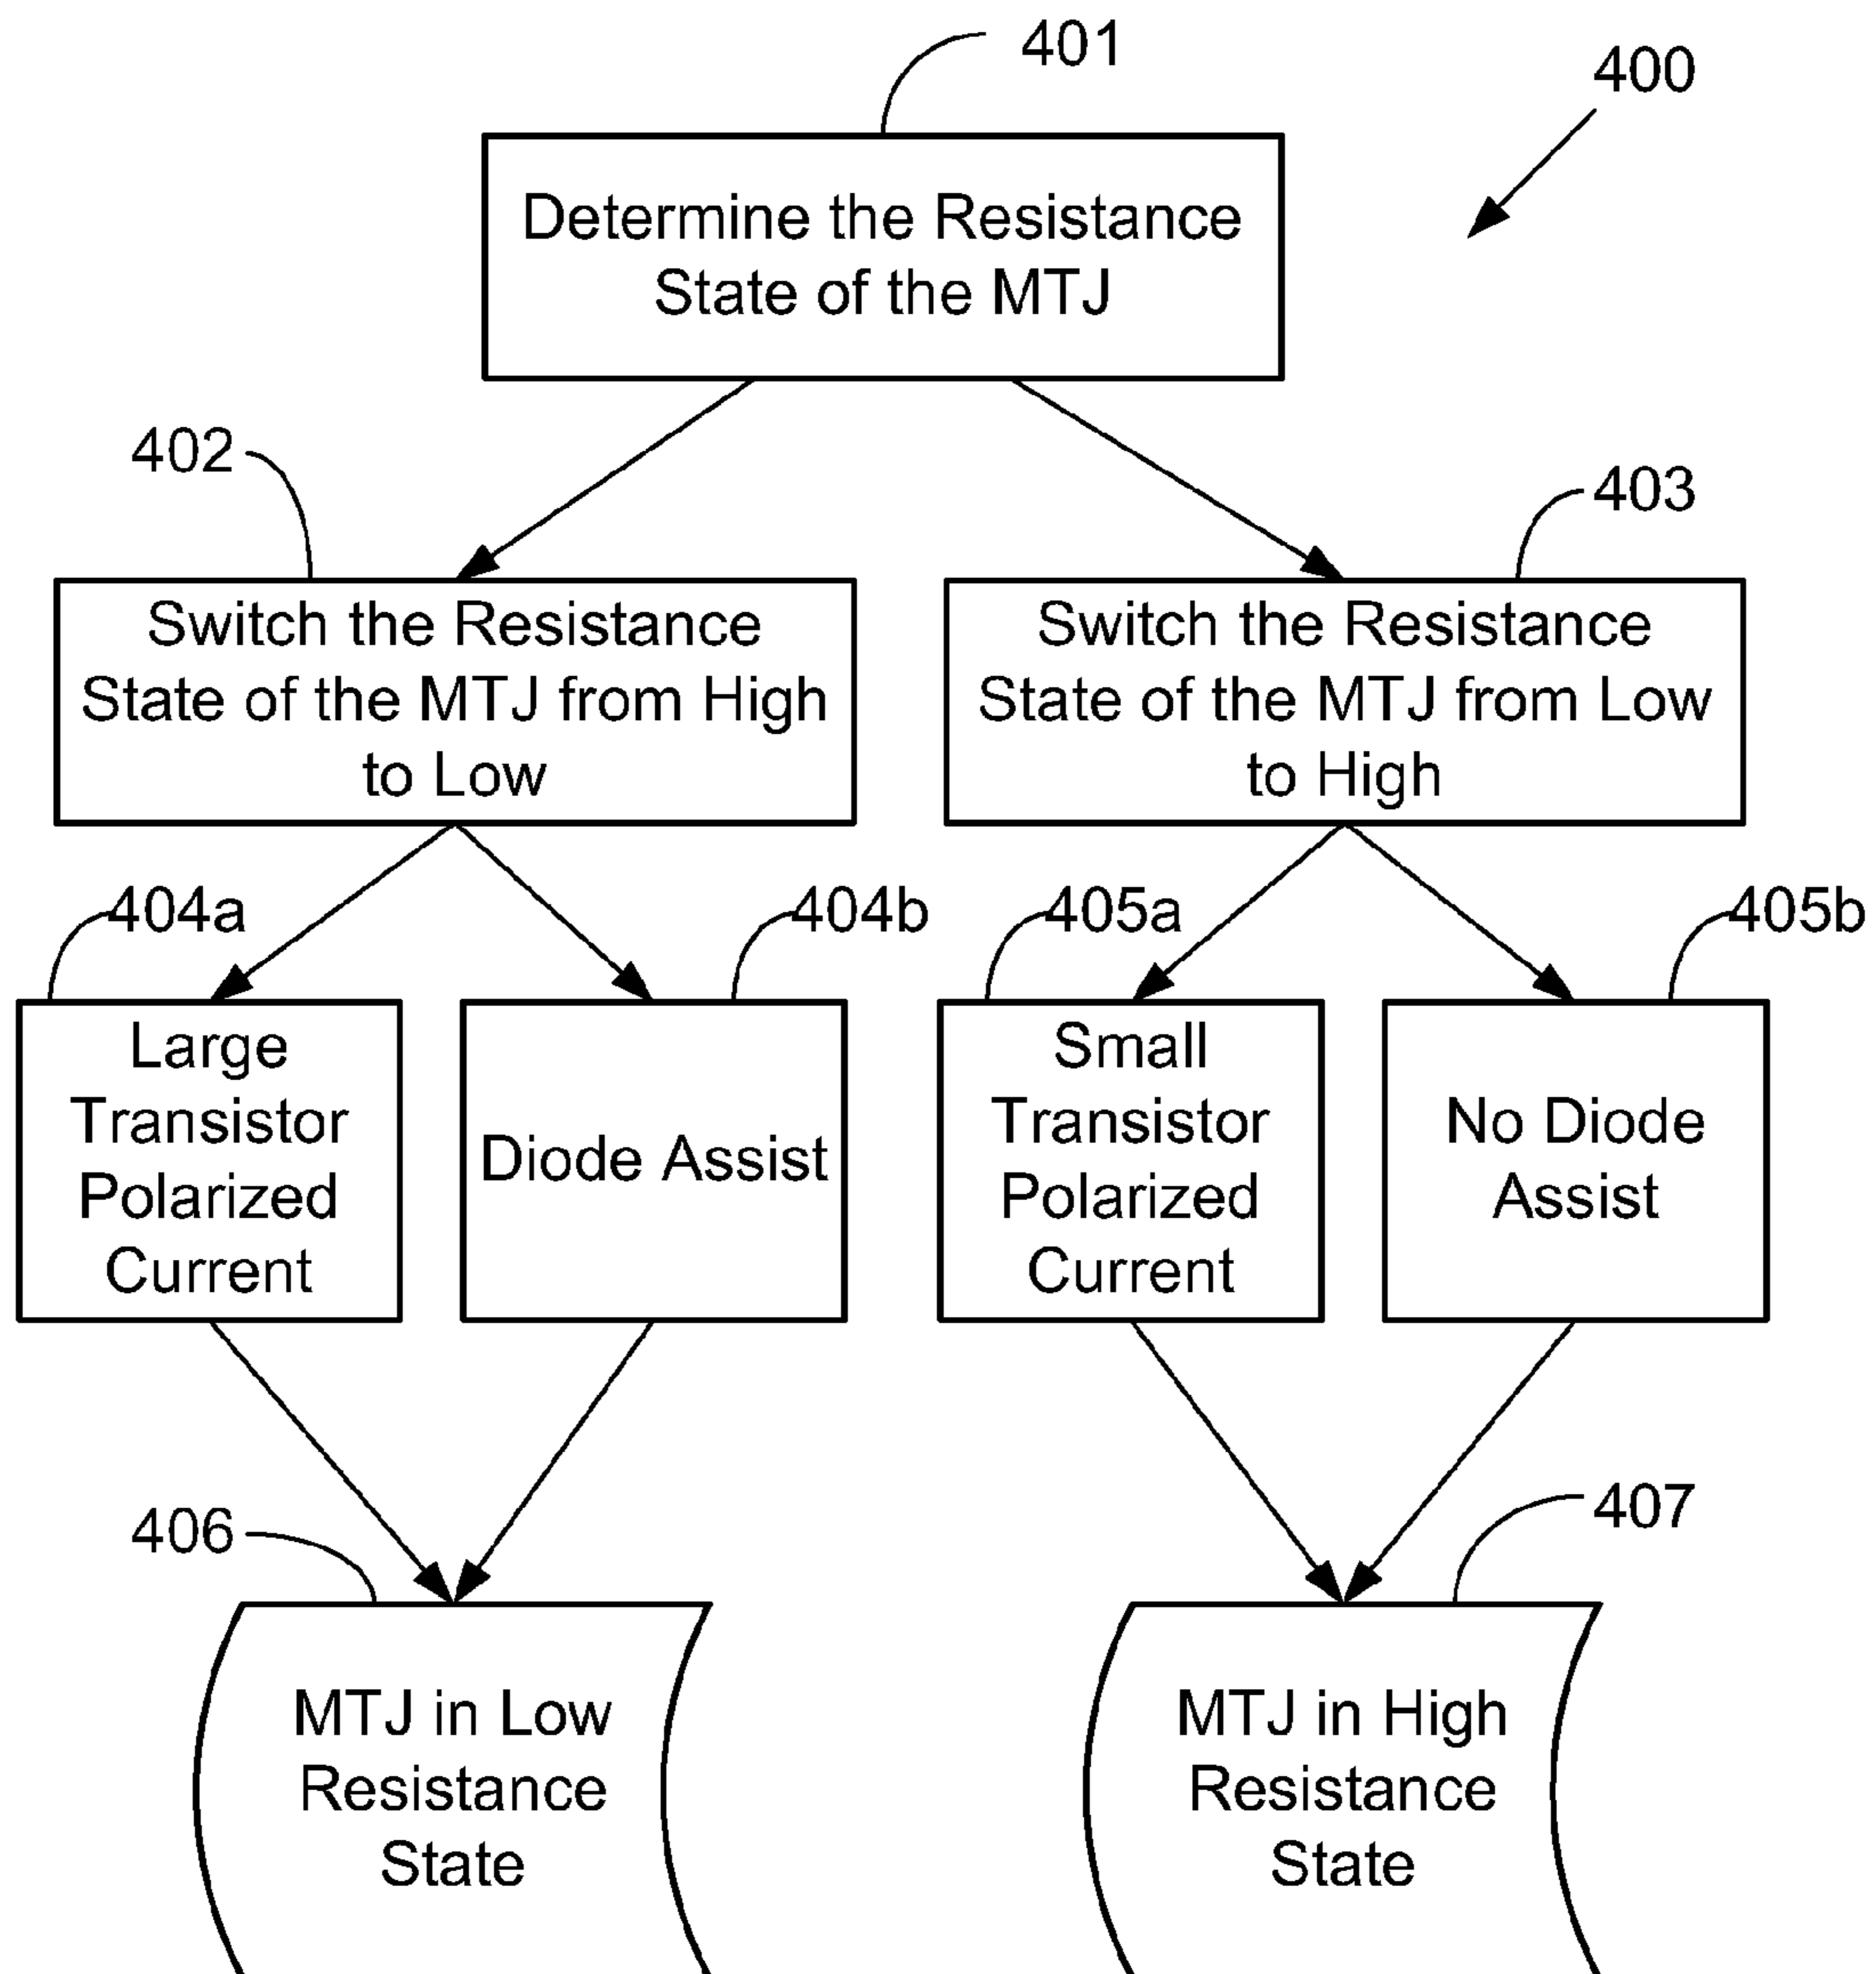 401
400
Determine the Resistance
State of the MTJ
402
403
Switch the Resistance
State of the MTJ from High
to Low
Switch the Resistance
State of the MTJ from Low
to High
404a
404b
405a
405b
Large
Transistor
Polarized
Current
Diode Assist
Small
Transistor
Polarized
Current
No Diode
Assist
406
407
MTJ in Low
Resistance
State
MTJ in High
Resistance
State